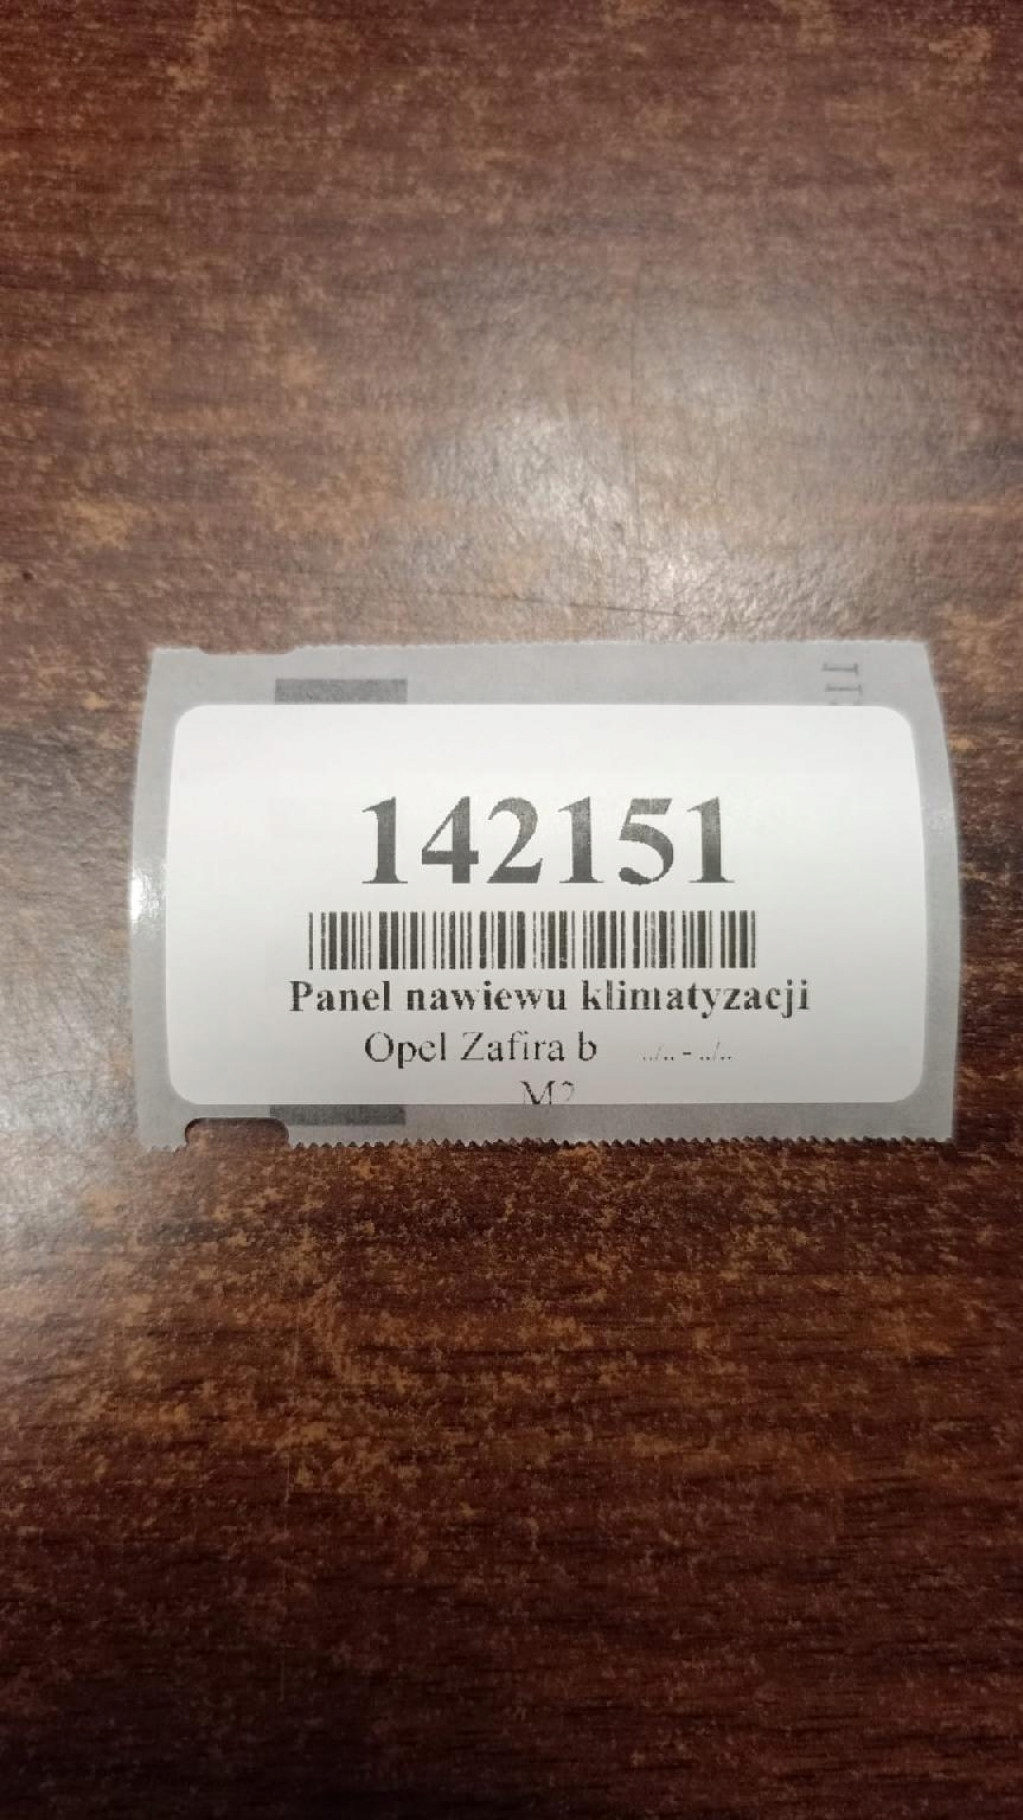 142151
Panel nawiewu klimatyzacji
Opel Zafira b ../.. - ../..